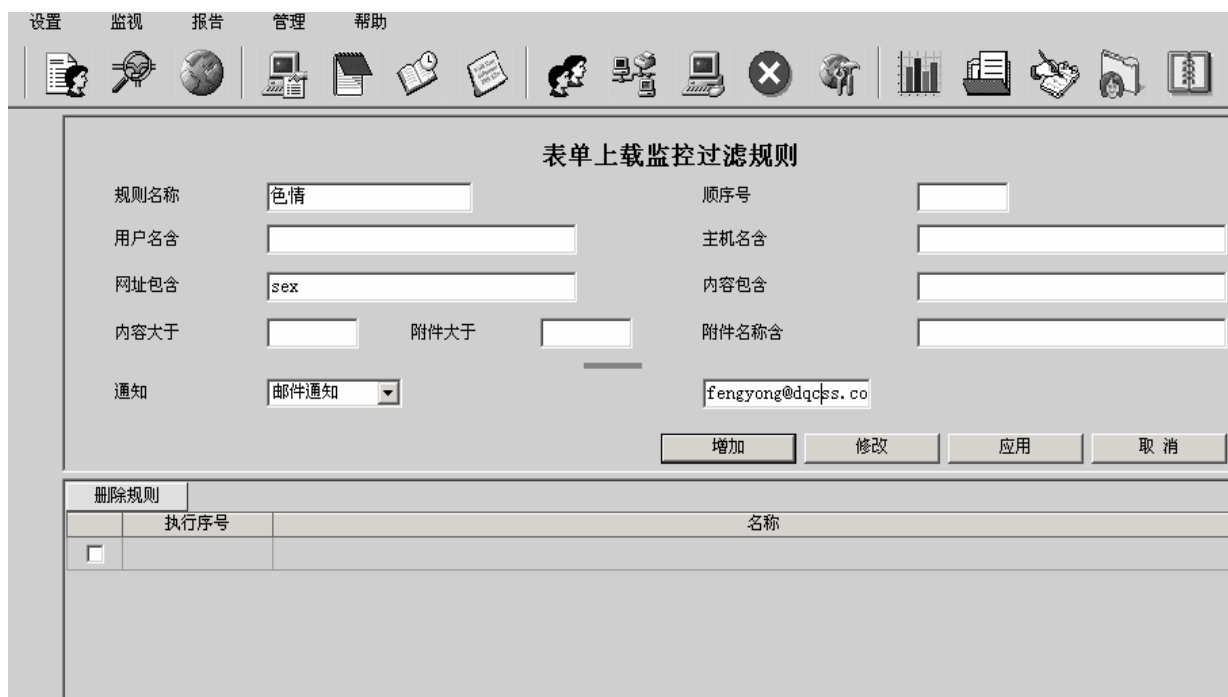 设置 监视 报告 管理 帮助
表单上载监控过滤规则
规则名称 色情 顺序号
用户名含 主机名含
网址包含 sex 内容包含
内容大于 附件大于 附件名称含
通知 邮件通知 fengyong@dqcss.co
增加 修改 应用 取 消
删除规则
执行序号 名称